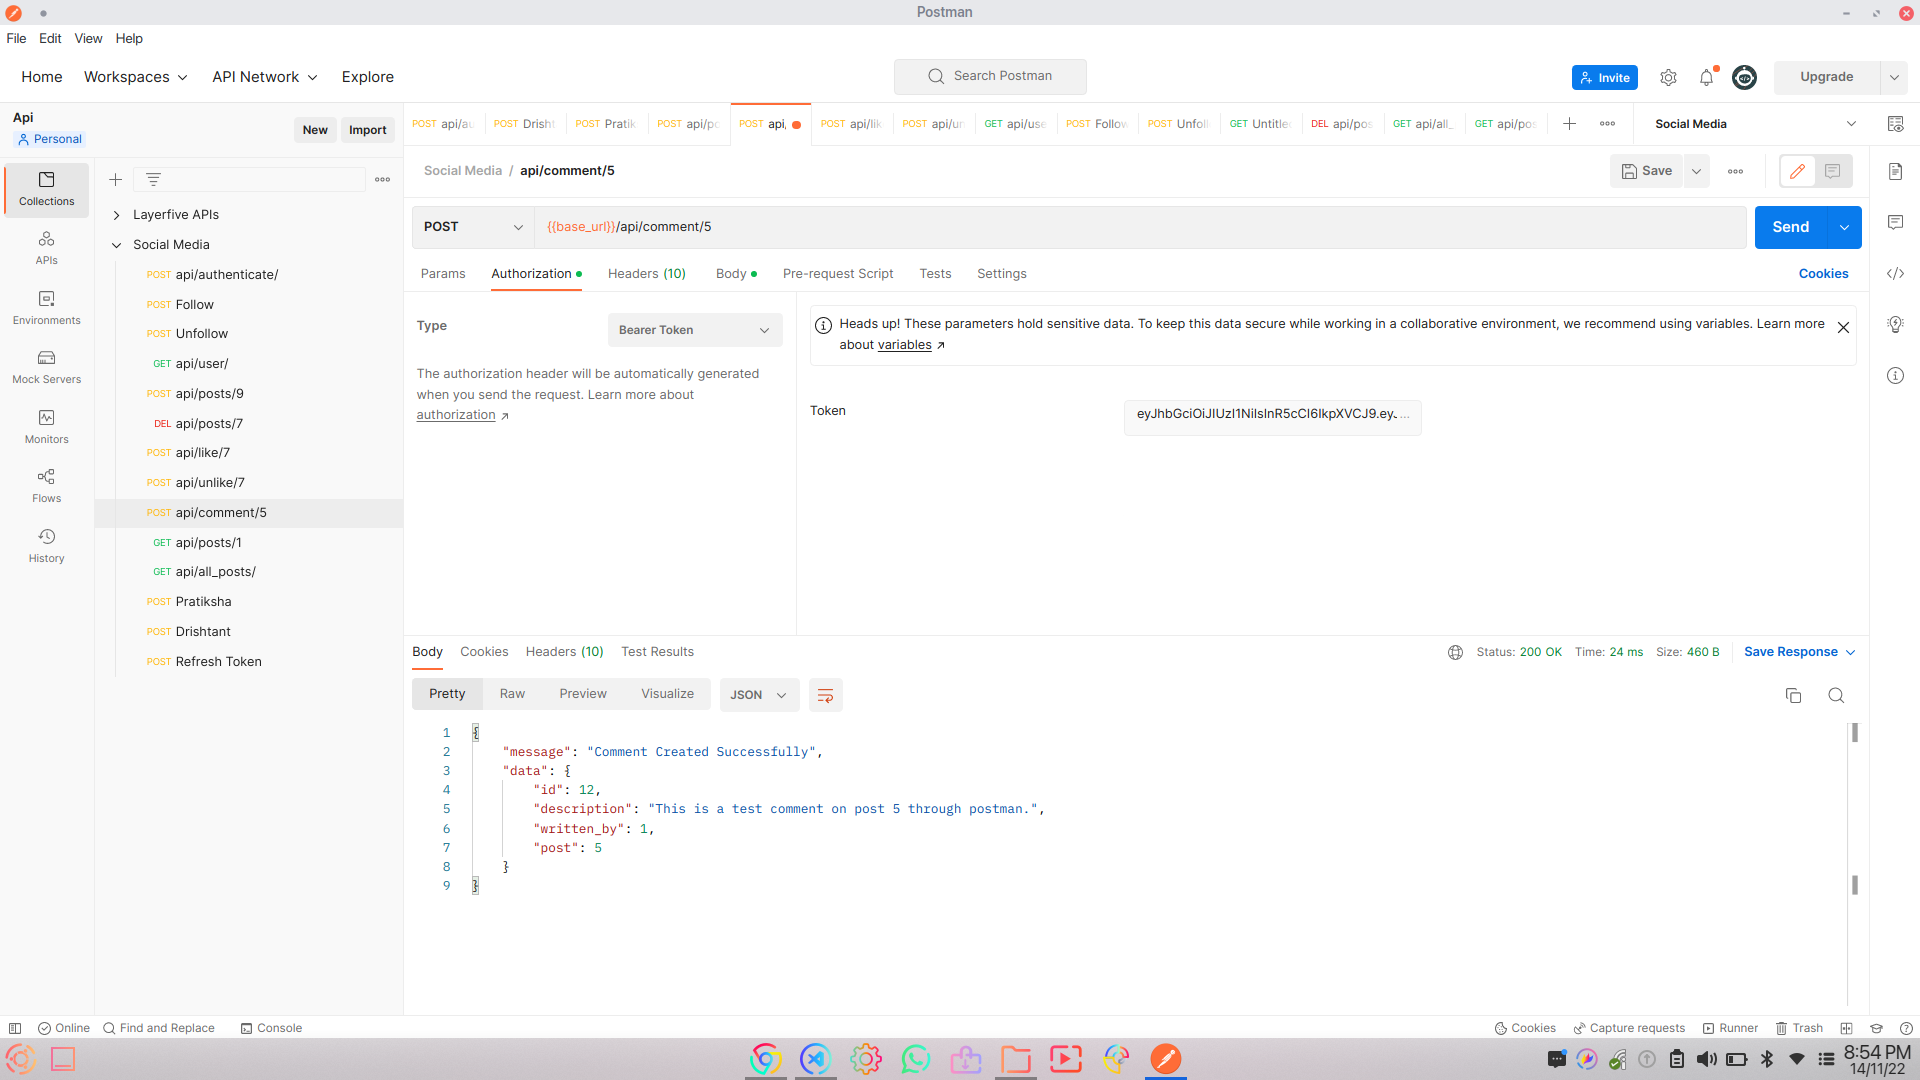 Postman
File Edit View Help
Home Workspaces API Network Explore
Search Postman
Invite
Upgrade
Api
Personal
New Import
POST api/au POST Drisht POST Pratik POST api/po POST api, POST api/lik POST api/un GET api/use POST Follow POST Unfoll GET Untitle DEL api/pos GET api/all_ GET api/pos
Social Media
Collections
APIs
Environments
Mock Servers
Monitors
Flows
History
Layerfive APIs
Social Media
POST api/authenticate/
POST Follow
POST Unfollow
GET api/user/
POST api/posts/9
DEL api/posts/7
POST api/like/7
POST api/unlike/7
POST api/comment/5
GET api/posts/1
GET api/all_posts/
POST Pratiksha
POST Drishtant
POST Refresh Token
Social Media / api/comment/5
Save
POST {{base_url}}/api/comment/5
Send
Params Authorization Headers (10) Body Pre-request Script Tests Settings
Cookies
Type Bearer Token
The authorization header will be automatically generated
when you send the request. Learn more about
authorization
Heads up! These parameters hold sensitive data. To keep this data secure while working in a collaborative environment, we recommend using variables. Learn more
about variables
Token
Body Cookies Headers (10) Test Results
Status: 200 OK Time: 24 ms Size: 460 B Save Response
Pretty Raw Preview Visualize JSON
1 {
2 "message": "Comment Created Successfully",
3 "data": {
4 "id": 12,
5 "description": "This is a test comment on post 5 through postman.",
6 "written_by": 1,
7 "post": 5
8 }
9 }
Online Find and Replace Console
Cookies Capture requests Runner Trash
8:54 PM
14/11/22